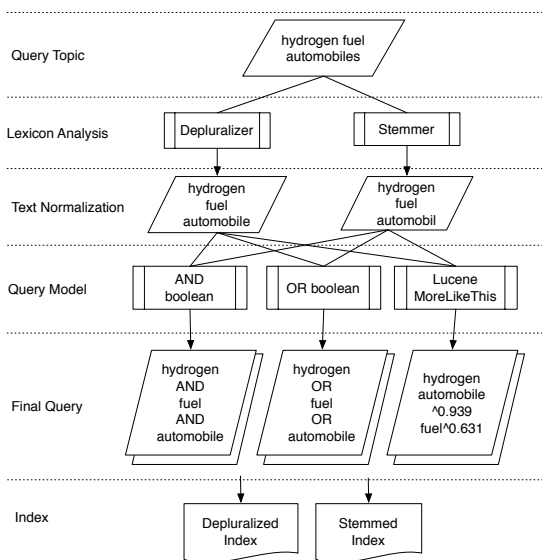 Query Topic
hydrogen fuel
automobiles
Lexicon Analysis
Depluralizer
Stemmer
Text Normalization
hydrogen
fuel
automobile
hydrogen
fuel
automobil
Query Model
AND
boolean
OR boolean
Lucene
MoreLikeThis
Final Query
hydrogen
AND
fuel
AND
automobile
hydrogen
OR
fuel
OR
automobile
hydrogen
automobile
^0.939
fuel^0.631
Index
Depluralized
Index
Stemmed
Index